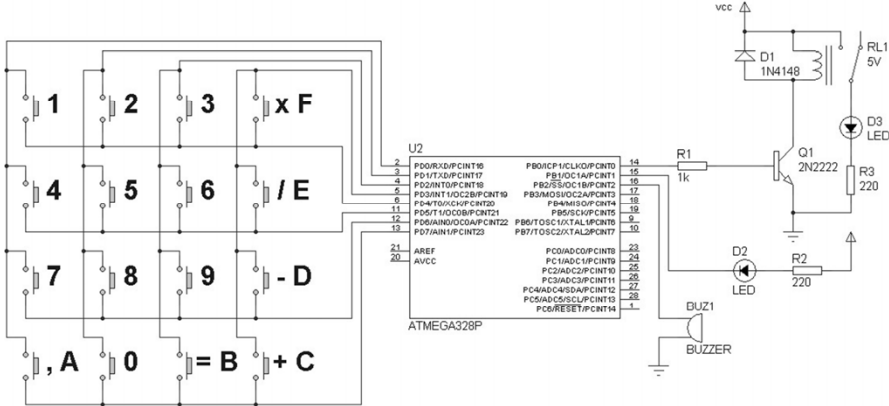 vcc
RL1
5V
D1
1N4148
1 2 3 x F
4 5 6 / E
7 8 9 - D
, A 0 = B + C
U2
2 PD0/RXD/PCINT16
3 PD1/TXD/PCINT17
4 PD2/INT0/PCINT18
5 PD3/INT1/OC2B/PCINT19
6 PD4/T0/XCK/PCINT20
11 PD5/T1/OC0B/PCINT21
12 PD6/AIN0/OC0A/PCINT22
13 PD7/AIN1/PCINT23
21 AREF
20 AVCC
PB0/ICP1/CLKO/PCINT0 14
PB1/OC1A/PCINT1 15
PB2/SS/OC1B/PCINT2 16
PB3/MOSI/OC2A/PCINT3 17
PB4/MISO/PCINT4 18
PB5/SCK/PCINT5 19
PB6/TOSC1/XTAL1/PCINT6 9
PB7/TOSC2/XTAL2/PCINT7 10
PC0/ADC0/PCINT8 23
PC1/ADC1/PCINT9 24
PC2/ADC2/PCINT10 25
PC3/ADC3/PCINT11 26
PC4/ADC4/SDA/PCINT12 27
PC5/ADC5/SCL/PCINT13 28
PC6/RESET/PCINT14 1
ATMEGA328P
R1
1k
Q1
2N2222
D3
LED
R3
220
D2
LED
R2
220
BUZ1
BUZZER